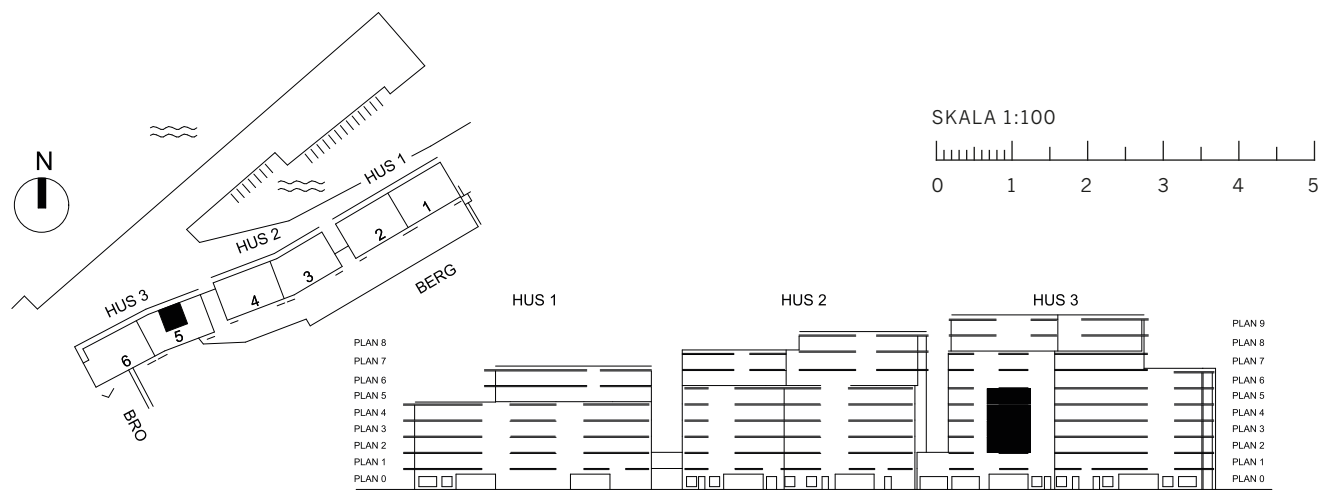 N
HUS 1
HUS 2
HUS 3
1
2
3
4
5
6
BERG
BRO
SKALA 1:100
0 1 2 3 4 5
HUS 1 HUS 2 HUS 3
PLAN 8
PLAN 7
PLAN 6
PLAN 5
PLAN 4
PLAN 3
PLAN 2
PLAN 1
PLAN 0
PLAN 9
PLAN 8
PLAN 7
PLAN 6
PLAN 5
PLAN 4
PLAN 3
PLAN 2
PLAN 1
PLAN 0